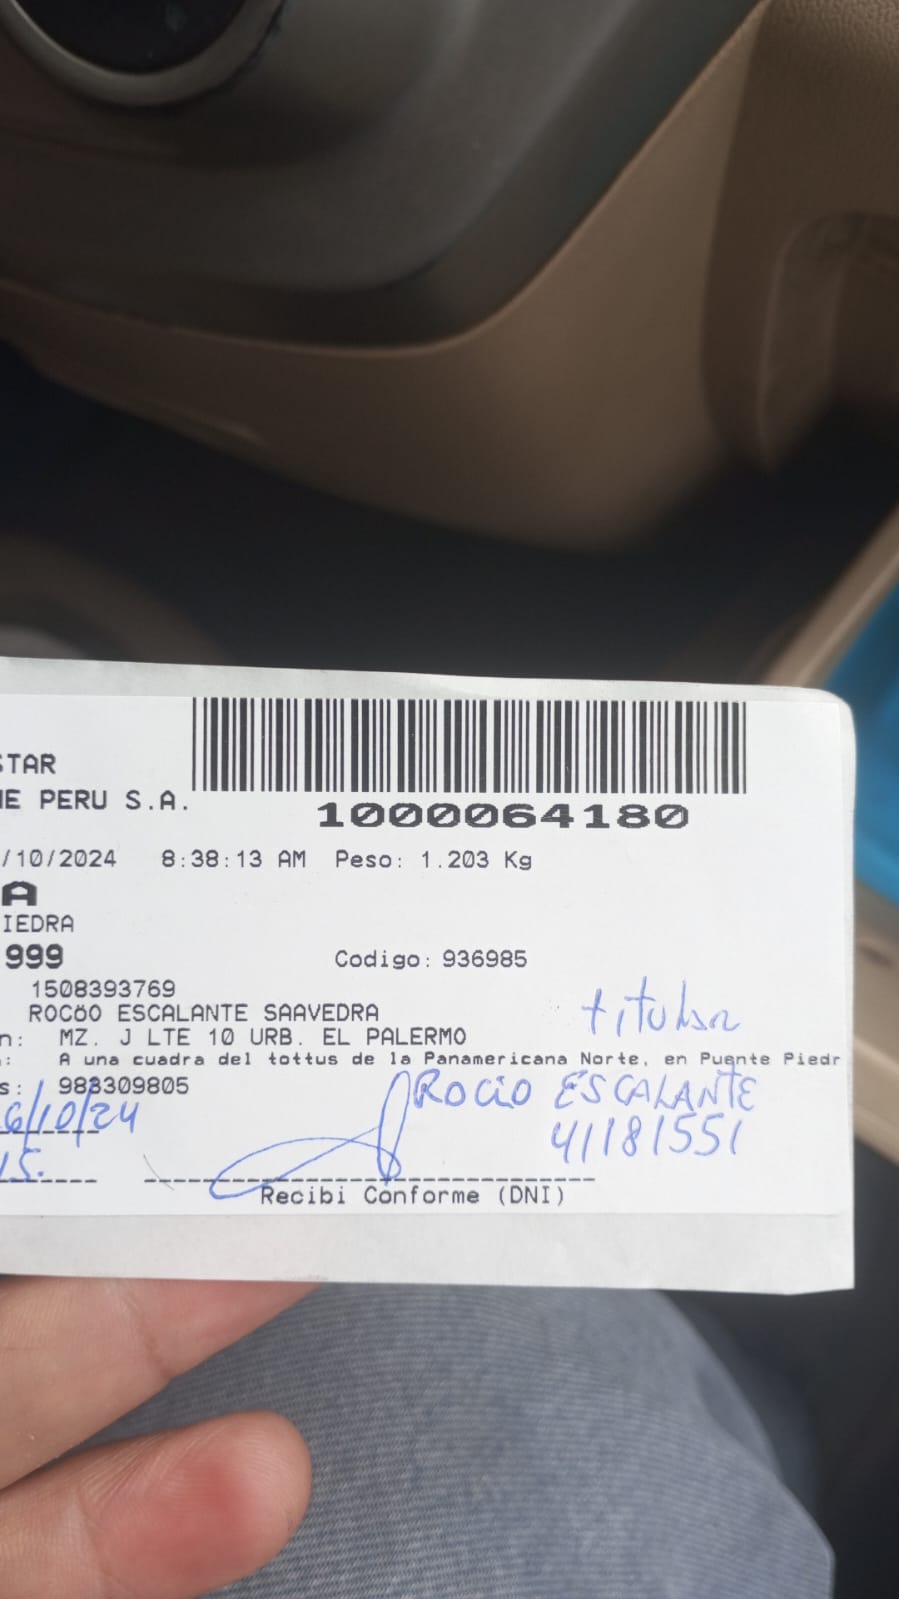 STAR
NE PERU S.A.
1000064180
/10/2024 8:38:13 AM Peso: 1.203 Kg
A
IEDRA
999 Codigo: 936985
1508393769
ROCöO ESCALANTE SAAVEDRA
titular
n: MZ. J LTE 10 URB. EL PALERMO
: A una cuadra del tottus de la Panamericana Norte, en Puente Piedr
s: 983309805
ROCIO ESCALANTE
6/10/24
41181551
15.
Recibi Conforme (DNI)